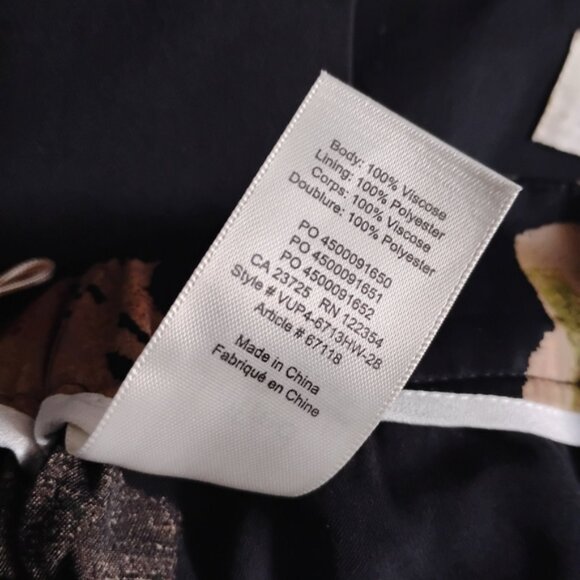 Body: 100% Viscose
Lining: 100% Polyester
Corps: 100% Viscose
Doublure: 100% Polyester
PO 4500091650
PO 4500091651
PO 4500091652
CA 23725 RN 122354
Style # VUP4-6713HW-28
Article # 67118
Made in China
Fabriqué en Chine